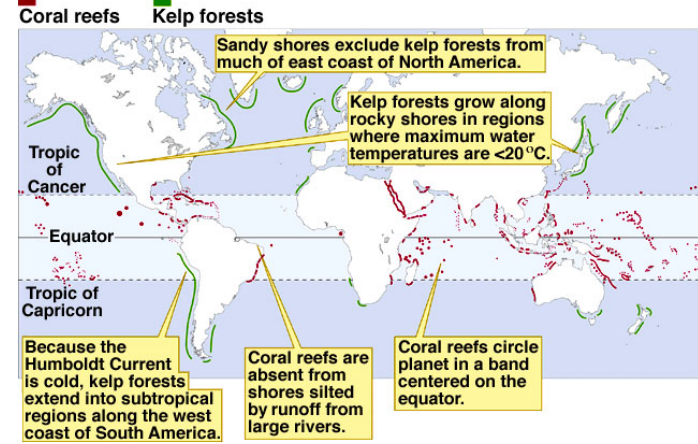 Coral reefs Kelp forests
Sandy shores exclude kelp forests from
much of east coast of North America.
Kelp forests grow along
rocky shores in regions
where maximum water
temperatures are <20°C.
Tropic
of
Cancer
Equator
Tropic of
Capricorn
Because the
Humboldt Current
is cold, kelp forests
extend into subtropical
regions along the west
coast of South America.
Coral reefs are
absent from
shores silted
by runoff from
large rivers.
Coral reefs circle
planet in a band
centered on the
equator.